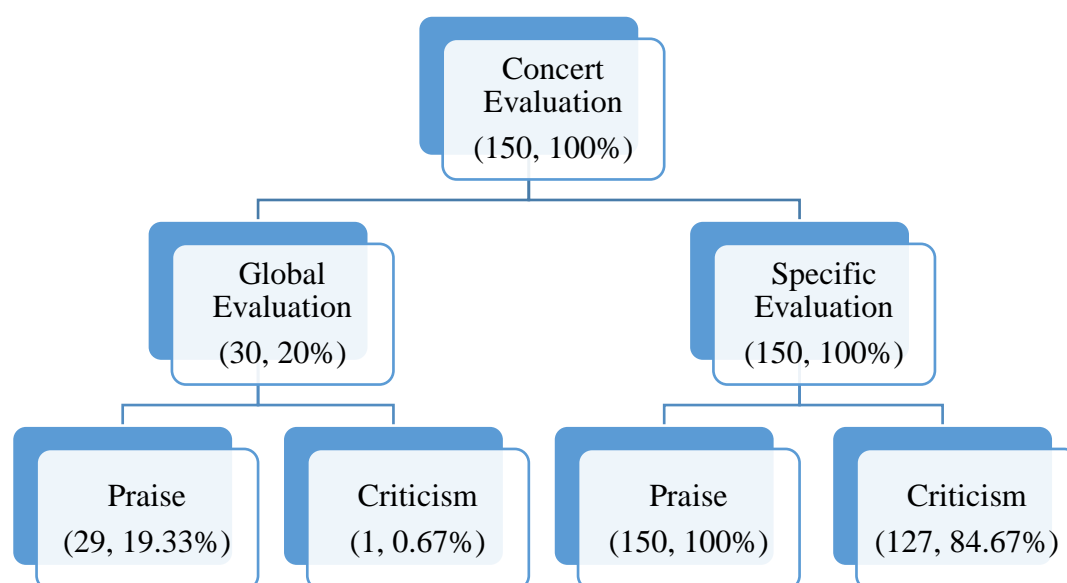 Concert
Evaluation
(150, 100%)
Global
Evaluation
(30, 20%)
Specific
Evaluation
(150, 100%)
Praise
(29, 19.33%)
Criticism
(1, 0.67%)
Praise
(150, 100%)
Criticism
(127, 84.67%)